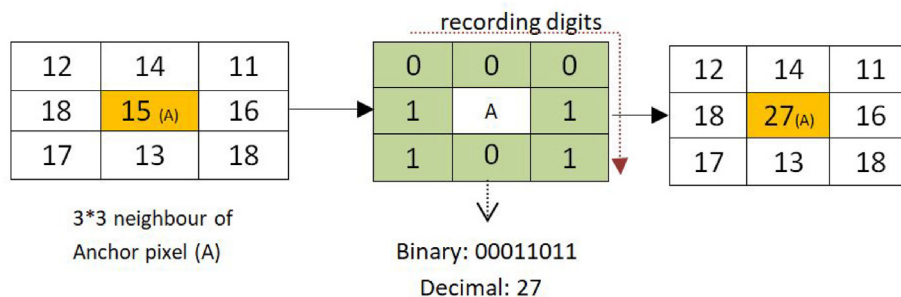 recording digits
12 14 11
18 15 (A) 16
17 13 18
0 0 0
1 A 1
1 0 1
12 14 11
18 27(A) 16
17 13 18
3*3 neighbour of
Anchor pixel (A)
Binary: 00011011
Decimal: 27